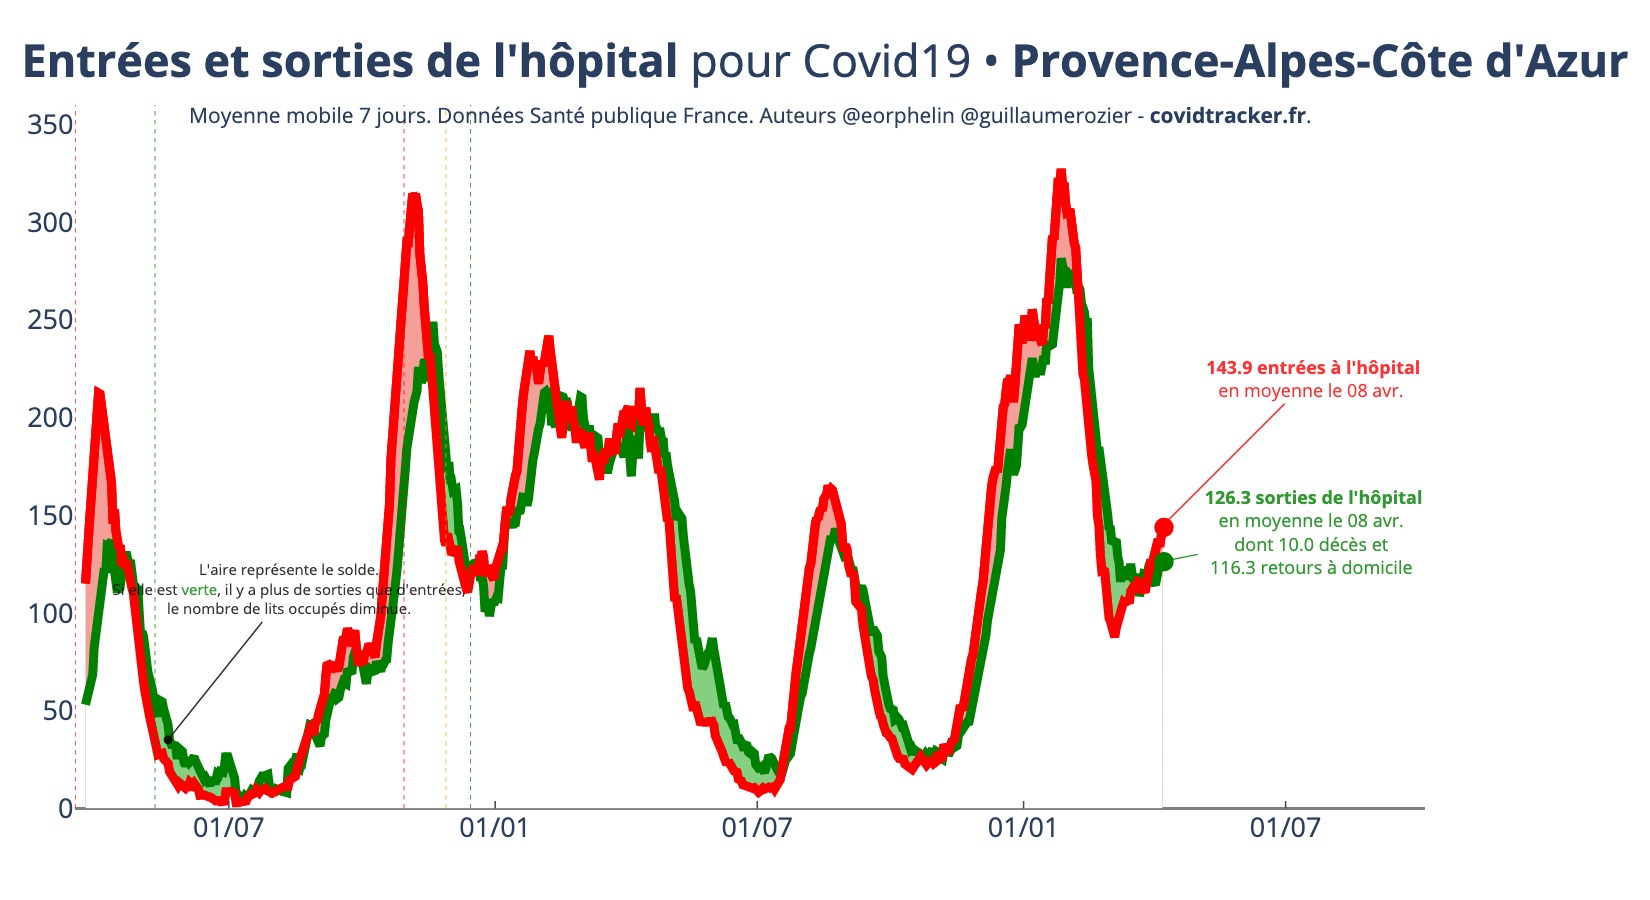 Entrées et sorties de l'hôpital pour Covid19 • Provence-Alpes-Côte d'Azur
Moyenne mobile 7 jours. Données Santé publique France. Auteurs @eorphelin @guillaumerozier - covidtracker.fr.
350
300
250
200
150
100
50
0
143.9 entrées à l'hôpital
en moyenne le 08 avr.
126.3 sorties de l'hôpital
en moyenne le 08 avr.
dont 10.0 décès et
116.3 retours à domicile
L'aire représente le solde.
Si elle est verte, il y a plus de sorties que d'entrées,
le nombre de lits occupés diminue.
01/07
01/01
01/07
01/01
01/07